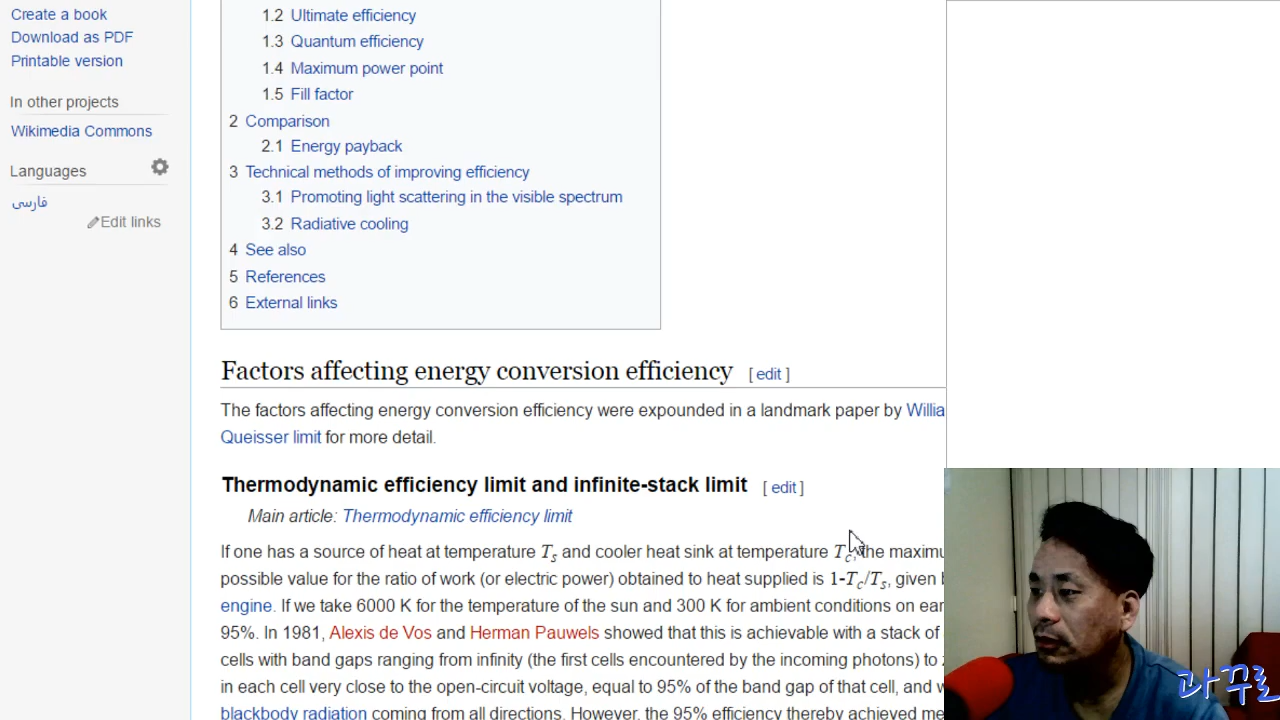 Create a book
Download as PDF
Printable version
In other projects
Wikimedia Commons
Languages
فارسی
Edit links
1.2 Ultimate efficiency
1.3 Quantum efficiency
1.4 Maximum power point
1.5 Fill factor
2 Comparison
2.1 Energy payback
3 Technical methods of improving efficiency
3.1 Promoting light scattering in the visible spectrum
3.2 Radiative cooling
4 See also
5 References
6 External links
Factors affecting energy conversion efficiency [ edit ]
The factors affecting energy conversion efficiency were expounded in a landmark paper by Willia
Queisser limit for more detail.
Thermodynamic efficiency limit and infinite-stack limit [ edit ]
Main article: Thermodynamic efficiency limit
If one has a source of heat at temperature Ts and cooler heat sink at temperature Tc, the maximu
possible value for the ratio of work (or electric power) obtained to heat supplied is 1-Tc/Ts, given
engine. If we take 6000 K for the temperature of the sun and 300 K for ambient conditions on ear
95%. In 1981, Alexis de Vos and Herman Pauwels showed that this is achievable with a stack of
cells with band gaps ranging from infinity (the first cells encountered by the incoming photons) to
in each cell very close to the open-circuit voltage, equal to 95% of the band gap of that cell, and
blackbody radiation coming from all directions. However, the 95% efficiency thereby achieved me
과꾸로